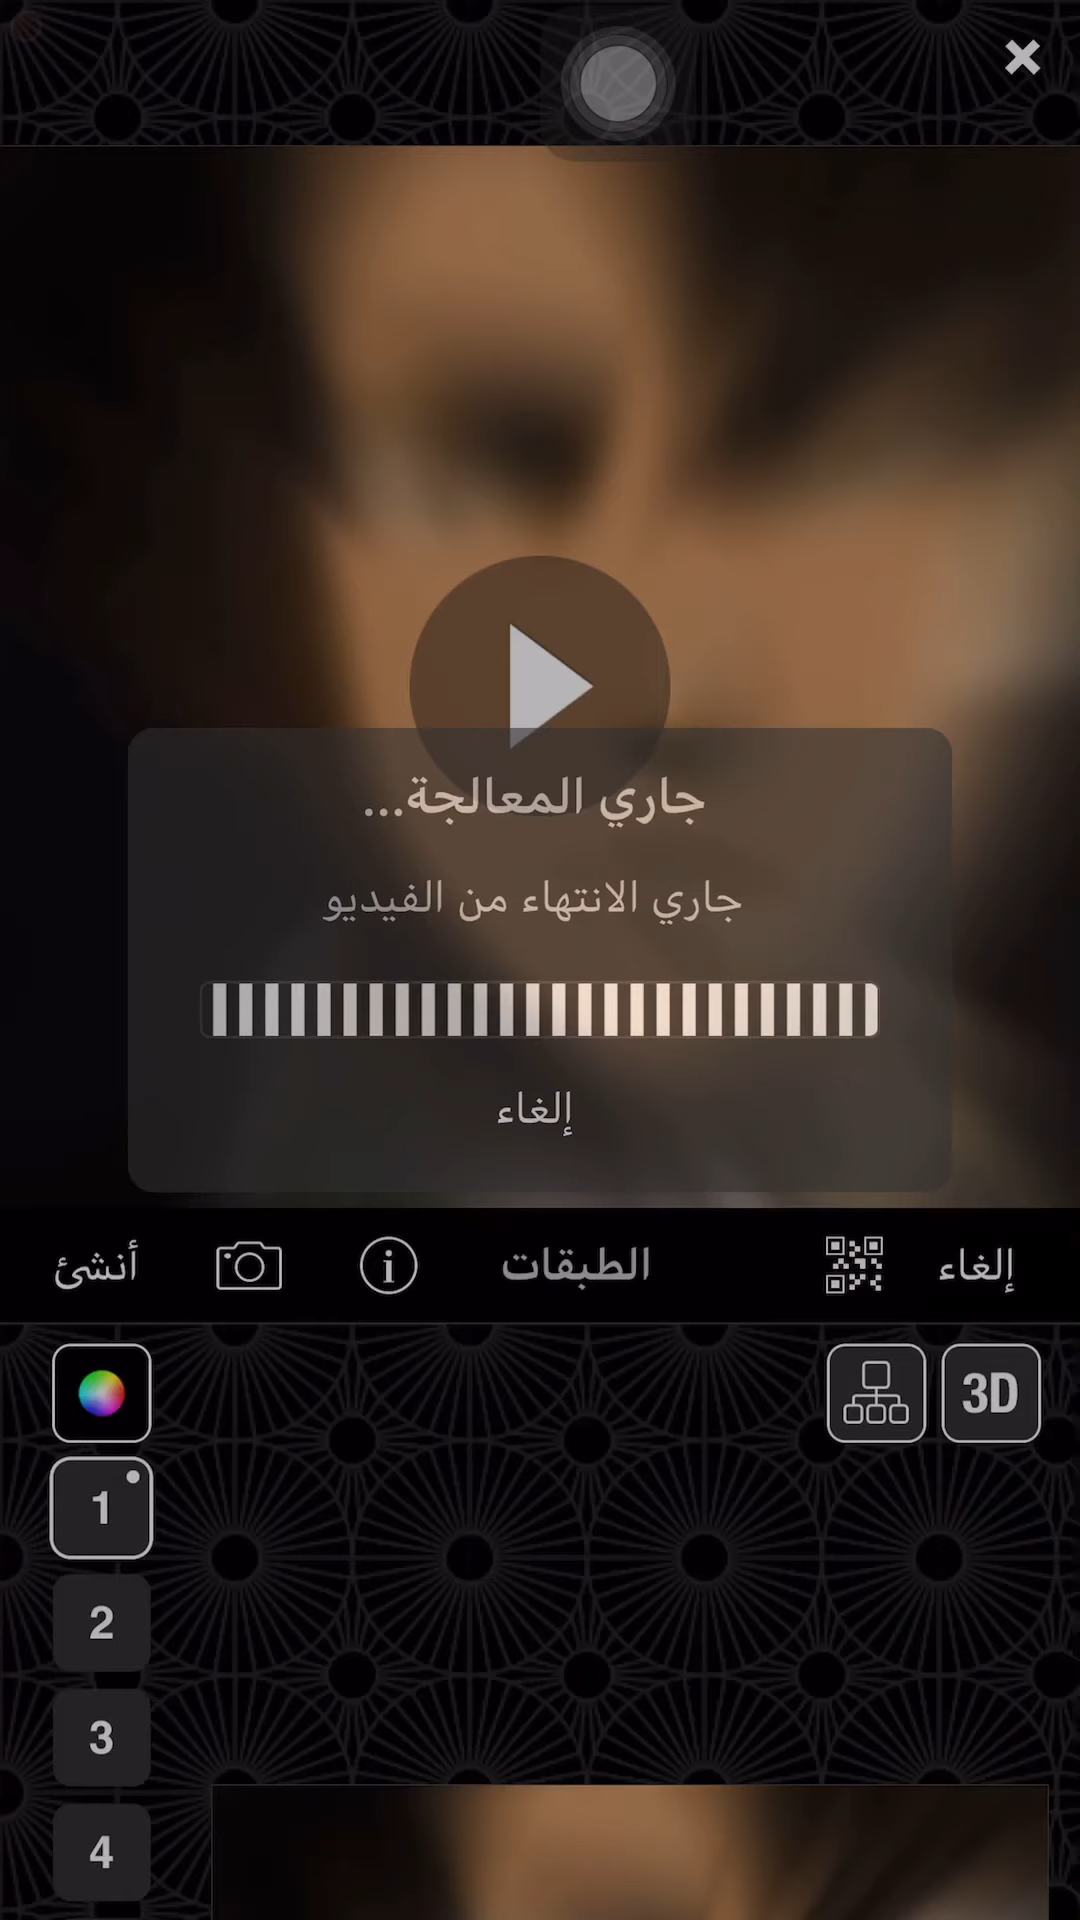 جاري المعالجة...
جاري الانتهاء من الفيديو
إلغاء
إلغاء الطبقات أنشئ
3D
1
2
3
4